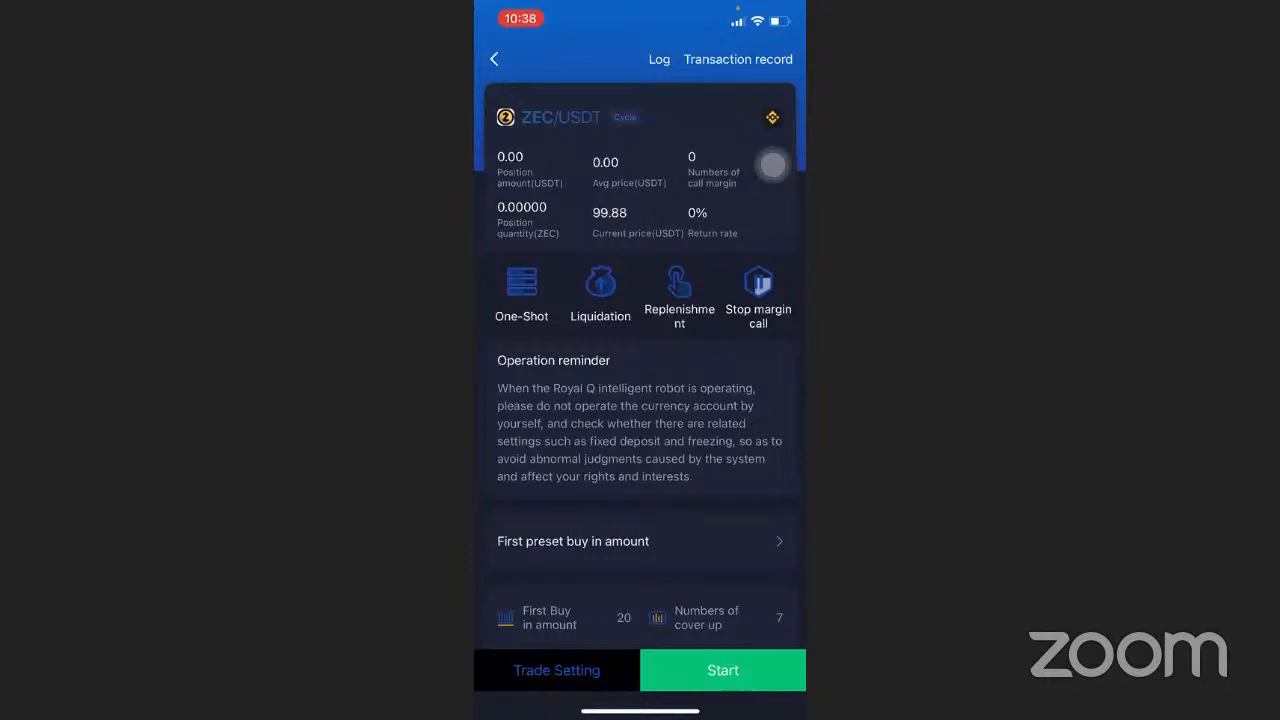 10:38
Log Transaction record
ZEC/USDT Cycle
0.00
Position
amount(USDT)
0.00
Avg price(USDT)
0
Numbers of
call margin
0.00000
Position
quantity(ZEC)
99.88
Current price(USDT)
0%
Return rate
One-Shot
Liquidation
Replenishme
nt
Stop margin
call
Operation reminder
When the Royal Q intelligent robot is operating,
please do not operate the currency account by
yourself, and check whether there are related
settings such as fixed deposit and freezing, so as to
avoid abnormal judgments caused by the system
and affect your rights and interests.
First preset buy in amount
First Buy
in amount
20
Numbers of
cover up
7
Trade Setting
Start
zoom